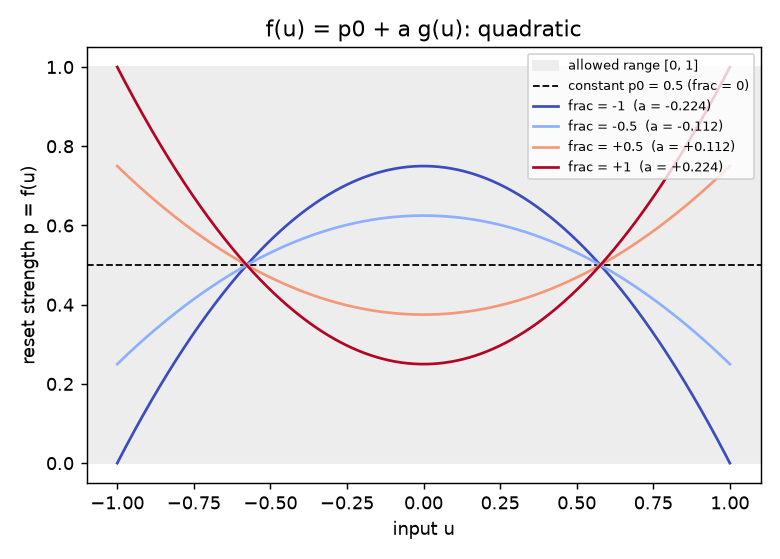 f(u) = p0 + a g(u): quadratic
allowed range [0, 1]
constant p0 = 0.5 (frac = 0)
frac = -1  (a = -0.224)
frac = -0.5  (a = -0.112)
frac = +0.5  (a = +0.112)
frac = +1  (a = +0.224)
reset strength p = f(u)
1.0
0.8
0.6
0.4
0.2
0.0
−1.00 −0.75 −0.50 −0.25 0.00 0.25 0.50 0.75 1.00
input u